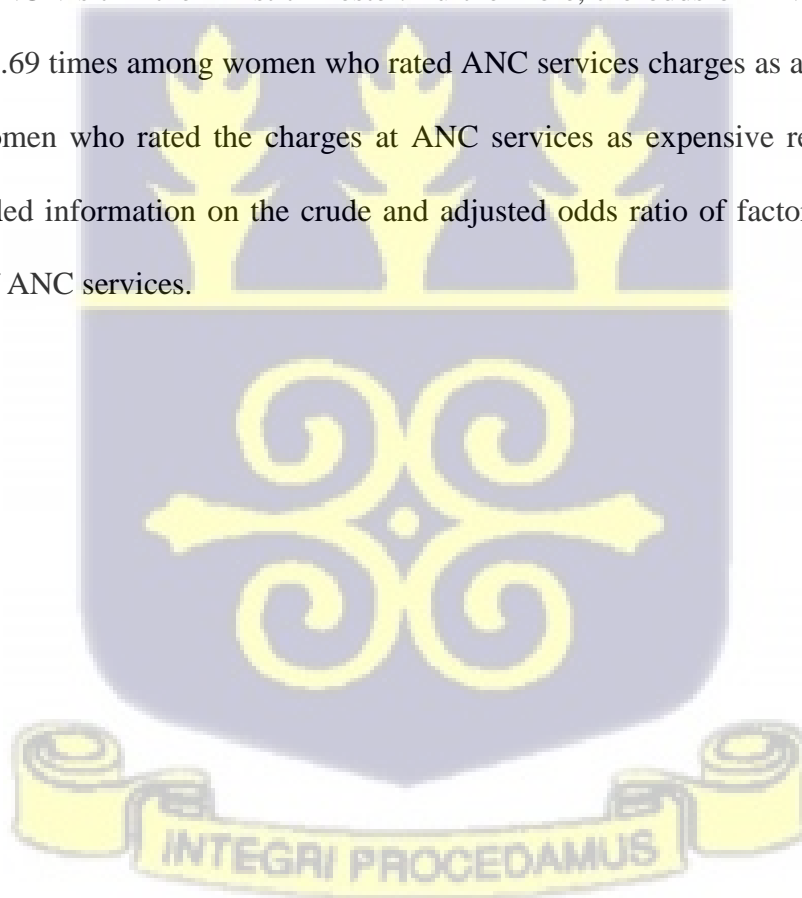 .69 times among women who rated ANC services charges as a
omen who rated the charges at ANC services as expensive re
led information on the crude and adjusted odds ratio of factor
ANC services.
INTEGRI PROCEDAMUS